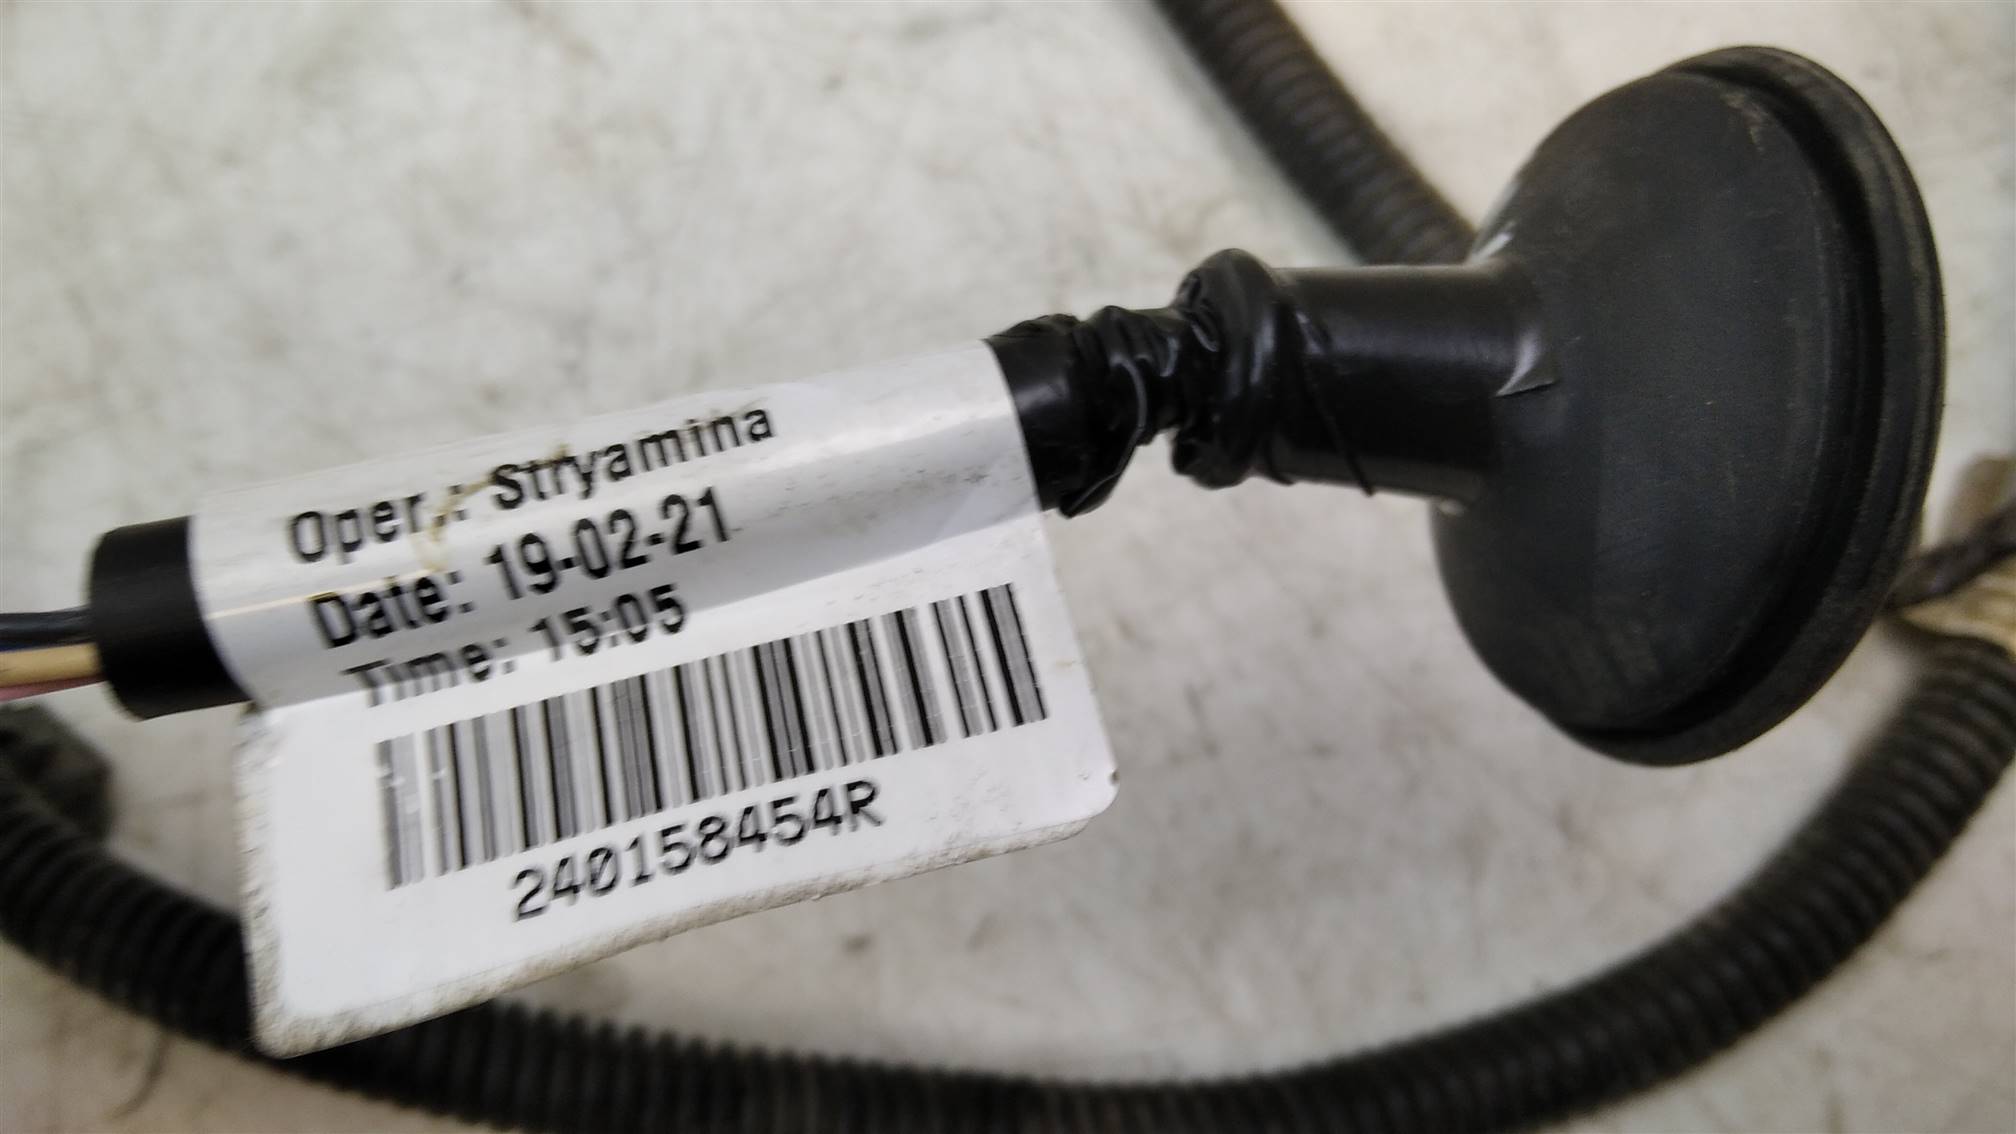 Oper.: Stryamina
Date: 19-02-21
Time: 15:05
240158454R